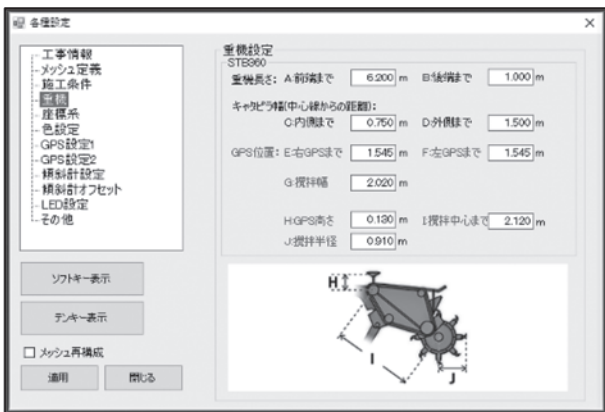 各種設定
×
工事情報
メッシュ定義
施工条件
重機
座標系
色設定
GPS設定1
GPS設定2
傾斜計設定
傾斜計オフセット
LED設定
その他
ソフトキー表示
テンキー表示
メッシュ再構成
適用 閉じる
重機設定
STB360
重機長さ: A:前端まで 6.200 m B:後端まで 1.000 m
キャタピラ幅(中心線からの距離):
C:内側まで 0.750 m D:外側まで 1.500 m
GPS位置: E:右GPSまで 1.545 m F:左GPSまで 1.545 m
G:撹拌幅 2.020 m
H:GPS高さ 0.130 m I:撹拌中心まで 2.120 m
J:撹拌半径 0.910 m
H
I
J